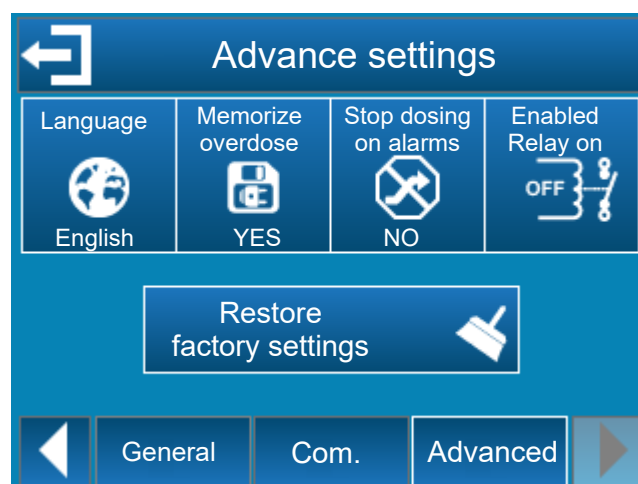 Advance settings
Language
Memorize
overdose
Stop dosing
on alarms
Enabled
Relay on
OFF
English
YES
NO
Restore
factory settings
General
Com.
Advanced